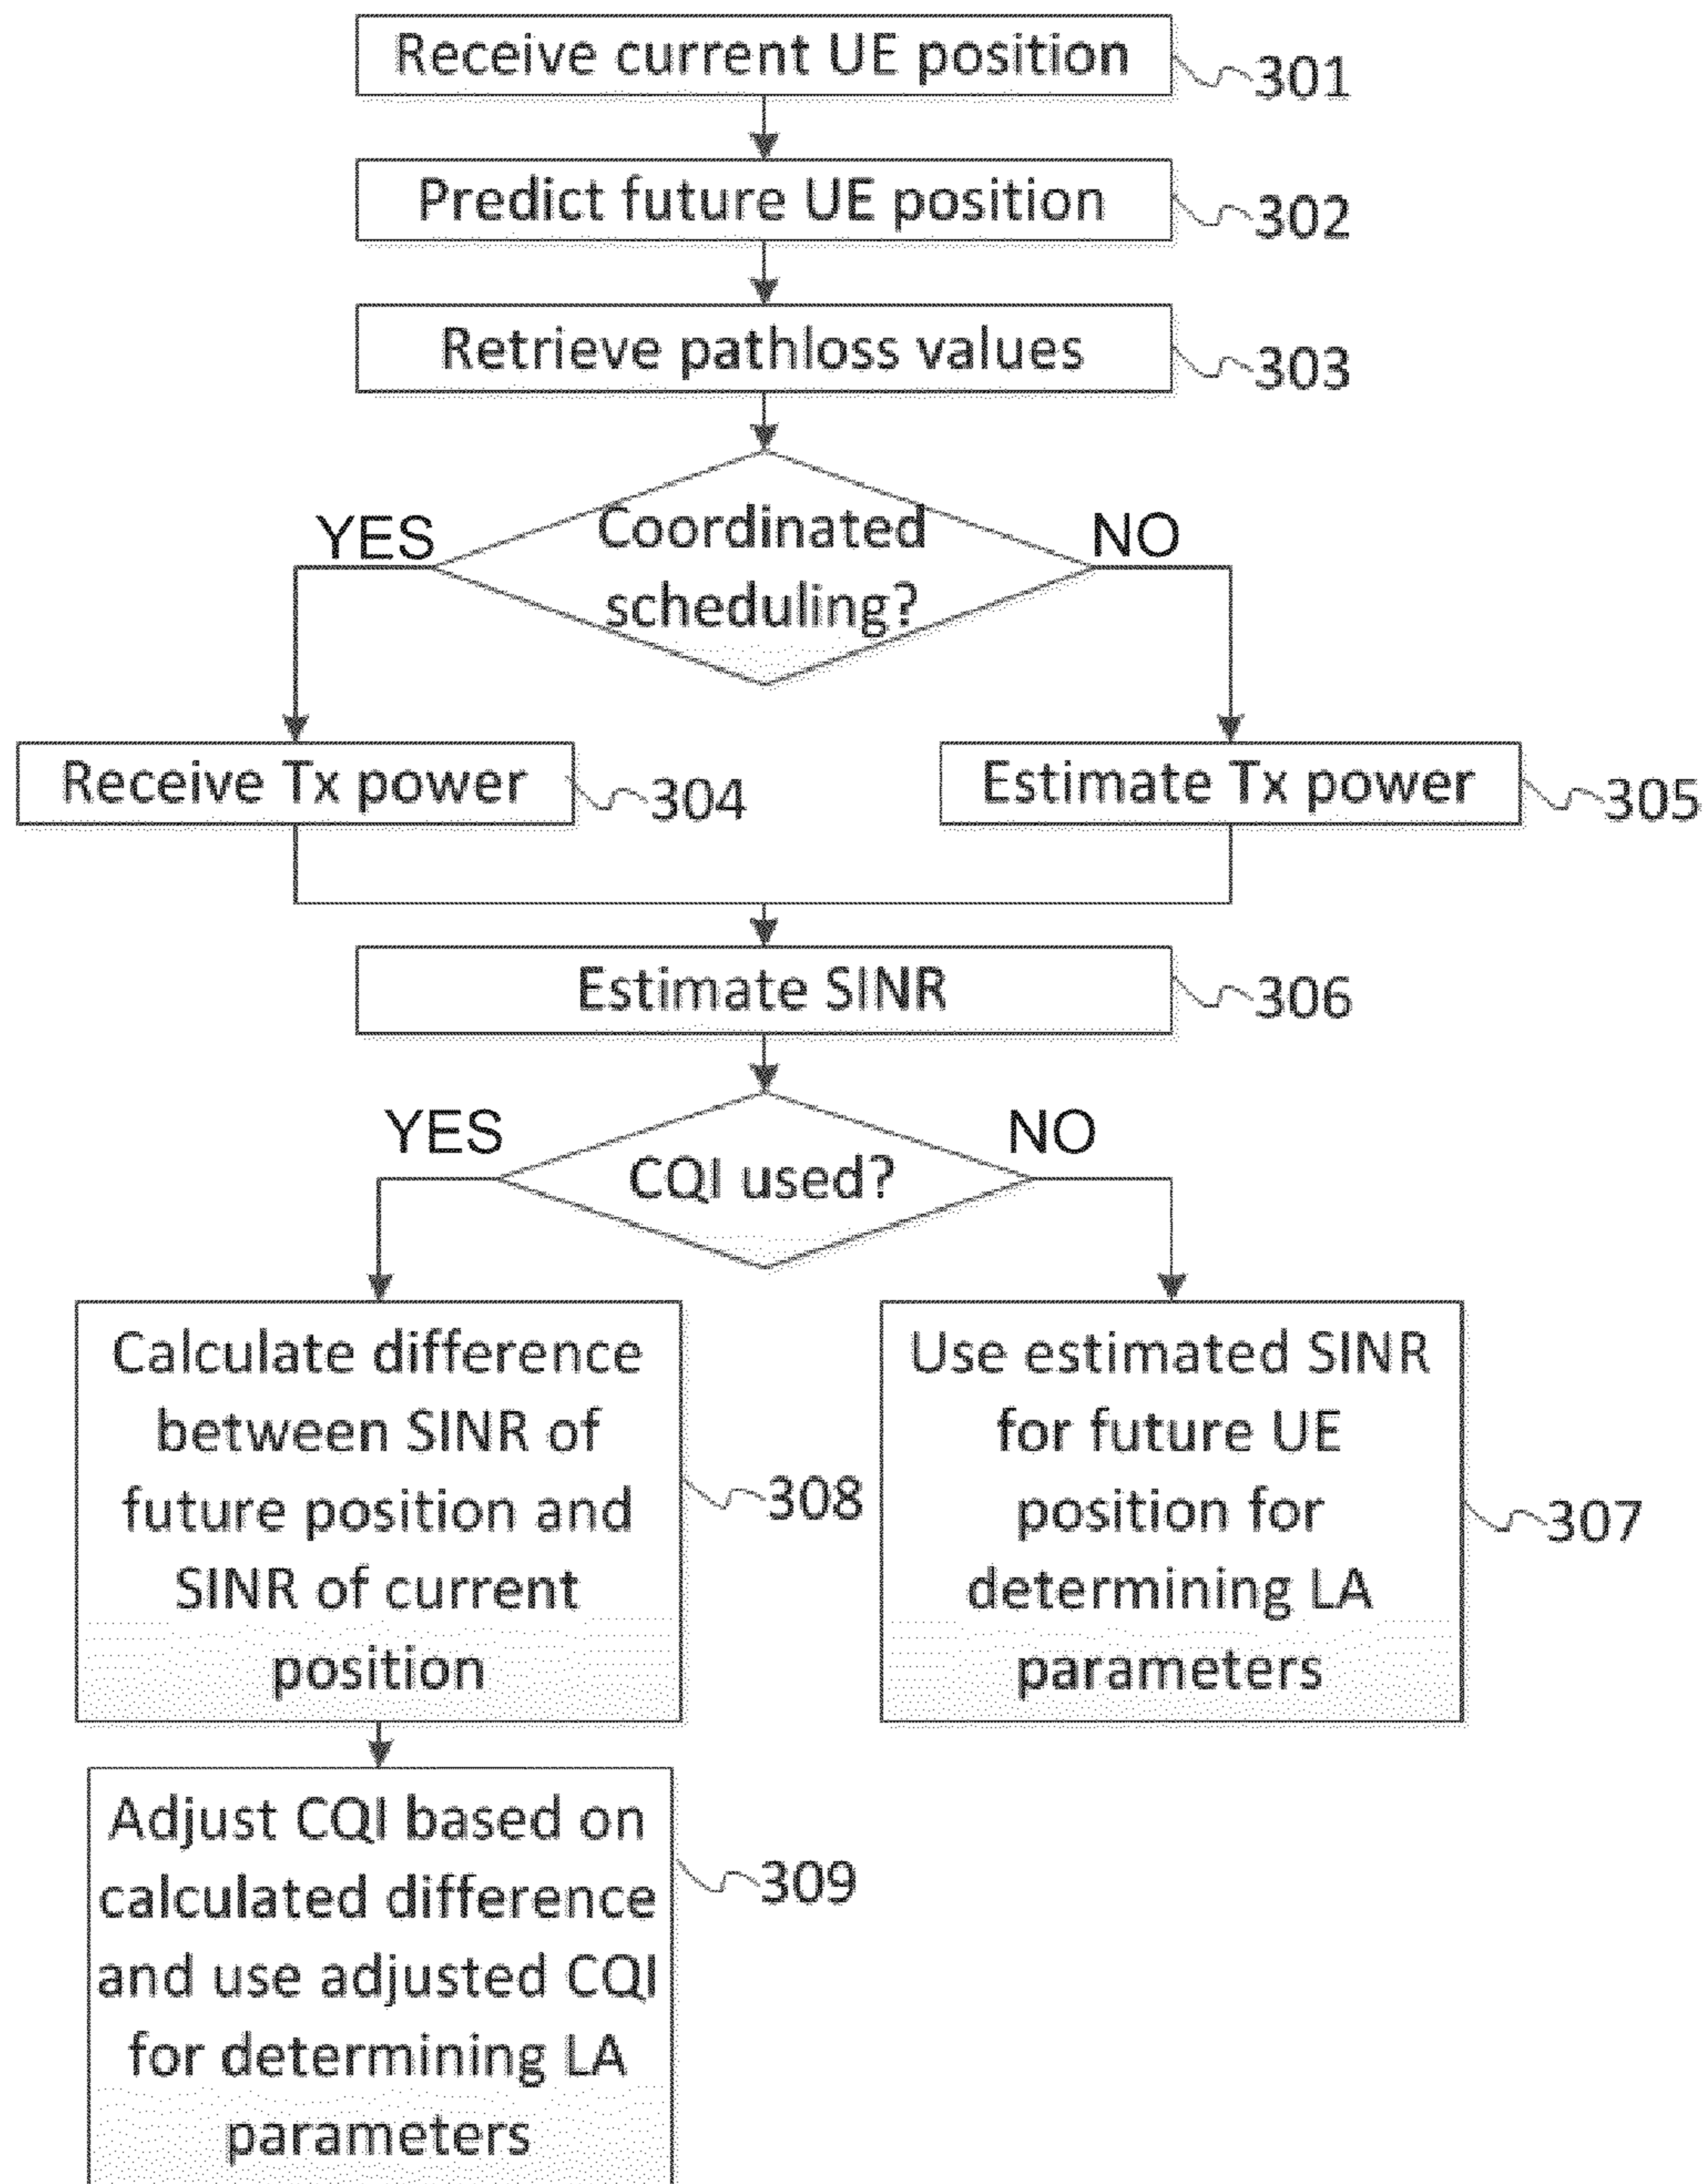 Receive current UE position
301
Predict future UE position
302
Retrieve pathloss values
303
YES
Coordinated
scheduling?
NO
Receive Tx power
304
Estimate Tx power
305
Estimate SINR
306
YES
CQI used?
NO
Calculate difference
between SINR of
future position and
SINR of current
position
308
Use estimated SINR
for future UE
position for
determining LA
parameters
307
Adjust CQI based on
calculated difference
and use adjusted CQI
for determining LA
parameters
309